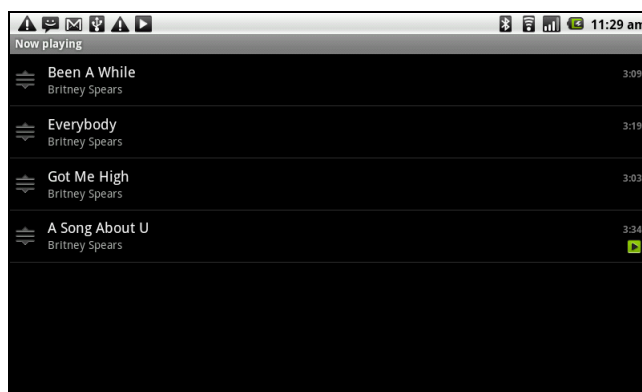 11:29 am
Now playing
Been A While
3:09
Britney Spears
Everybody
3:19
Britney Spears
Got Me High
3:03
Britney Spears
A Song About U
3:34
Britney Spears